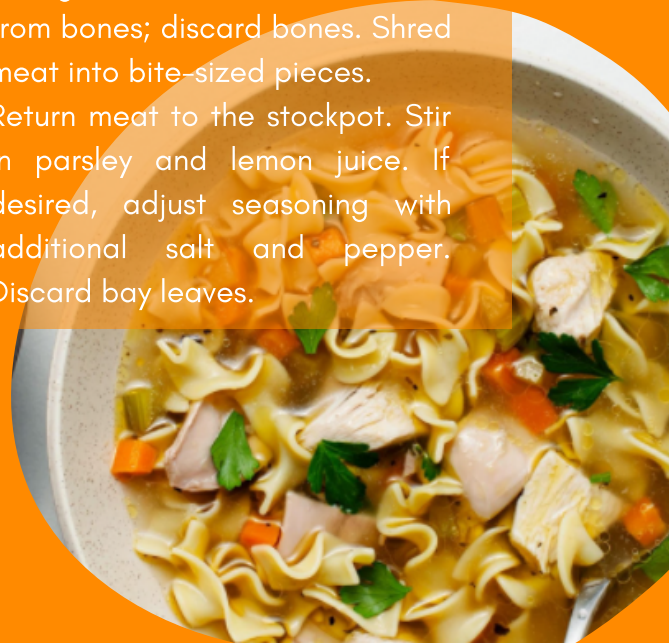 rom bones; discard bones. Shred
meat into bite-sized pieces.
Return meat to the stockpot. Stir
n parsley and lemon juice. If
desired, adjust seasoning with
additional salt and pepper.
Discard bay leaves.